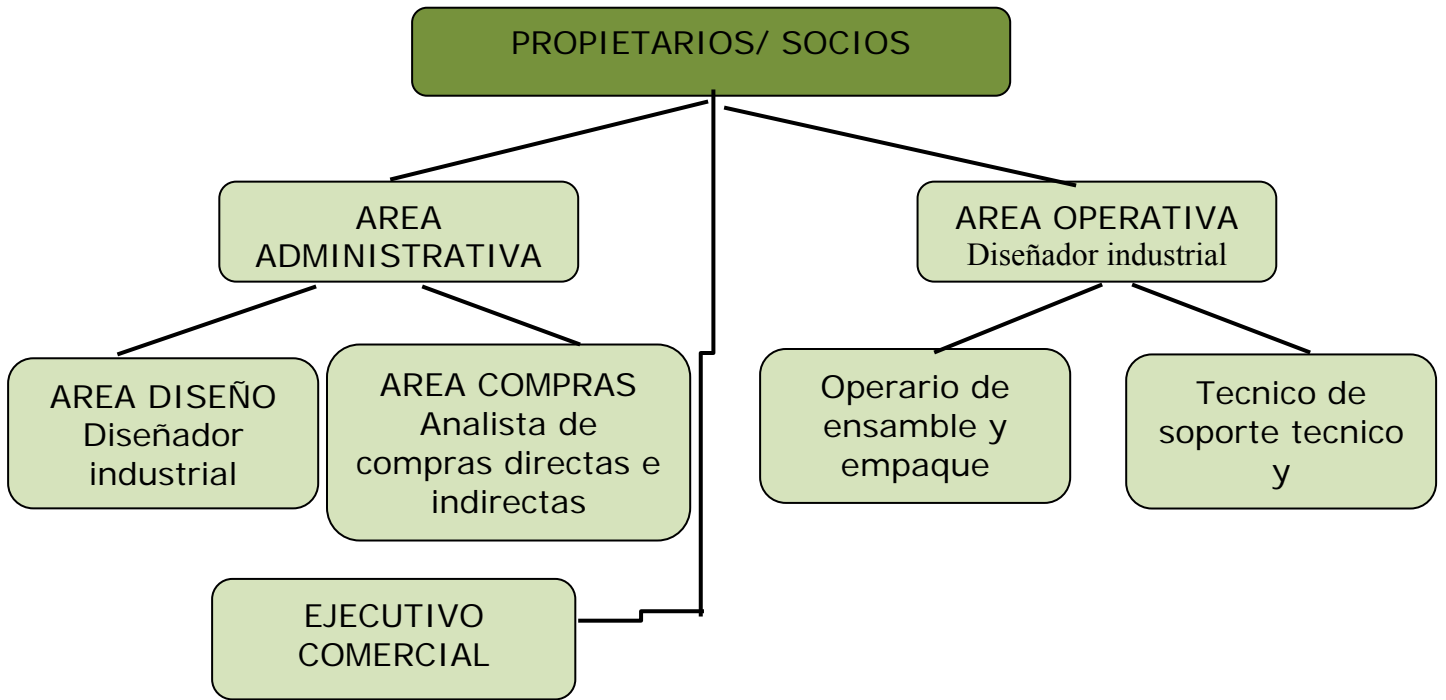 PROPIETARIOS/ SOCIOS
AREA
ADMINISTRATIVA
AREA OPERATIVA
Diseñador industrial
AREA DISEÑO
Diseñador
industrial
AREA COMPRAS
Analista de
compras directas e
indirectas
Operario de
ensamble y
empaque
Tecnico de
soporte tecnico
y
EJECUTIVO
COMERCIAL